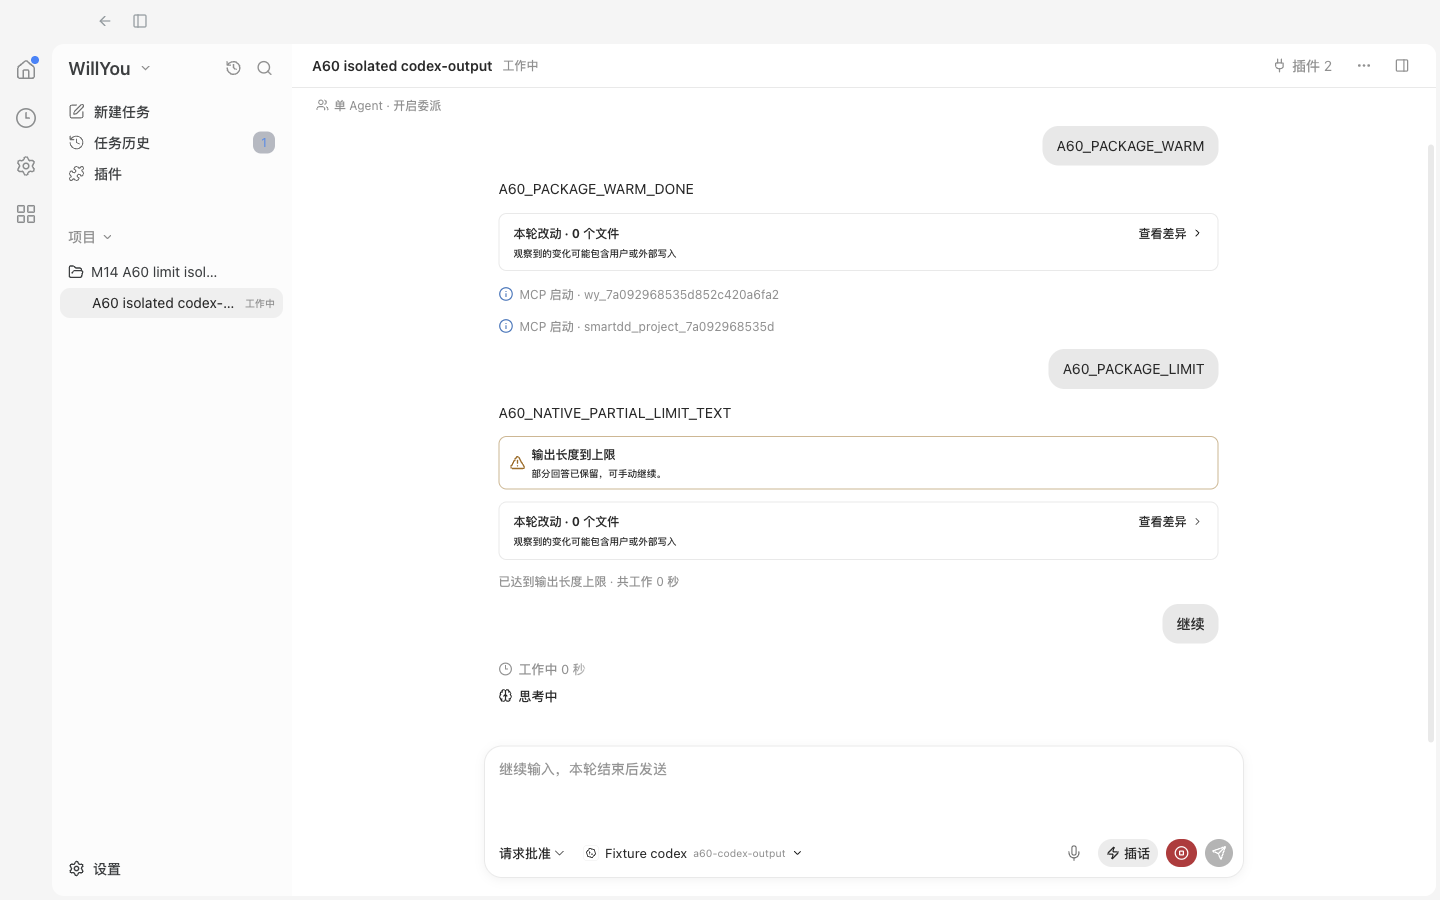 WillYou
新建任务
任务历史 1
插件
项目
M14 A60 limit isol...
A60 isolated codex-... 工作中
设置
A60 isolated codex-output 工作中
插件 2
单 Agent · 开启委派
A60_PACKAGE_WARM
A60_PACKAGE_WARM_DONE
本轮改动 · 0 个文件 查看差异
观察到的变化可能包含用户或外部写入
MCP 启动 · wy_7a092968535d852c420a6fa2
MCP 启动 · smartdd_project_7a092968535d
A60_PACKAGE_LIMIT
A60_NATIVE_PARTIAL_LIMIT_TEXT
输出长度到上限
部分回答已保留，可手动继续。
本轮改动 · 0 个文件 查看差异
观察到的变化可能包含用户或外部写入
已达到输出长度上限 · 共工作 0 秒
继续
工作中 0 秒
思考中
继续输入，本轮结束后发送
请求批准 Fixture codex a60-codex-output 插话